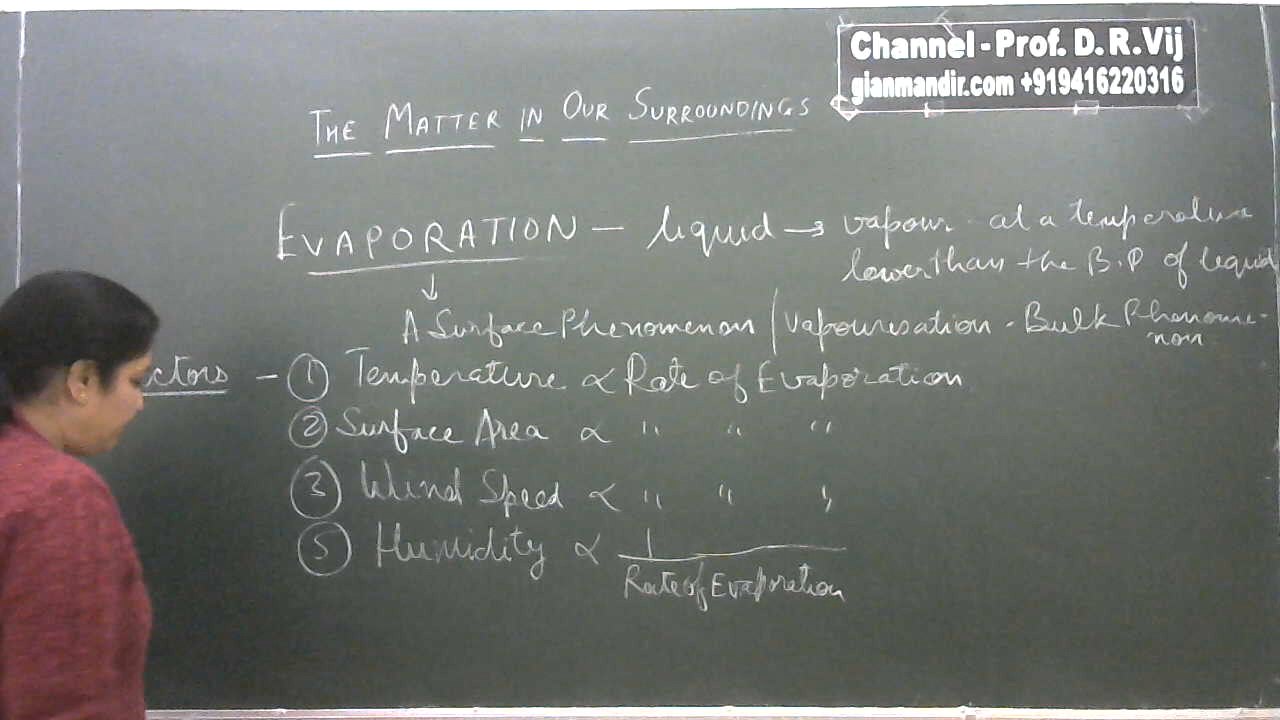 Channel - Prof. D. R. Vij
gianmandir.com +919416220316
THE MATTER IN OUR SURROUNDINGS
EVAPORATION - liquid → vapour at a temperature
lower than the B.P of liquid
↓
A Surface Phenomenon / Vapourisation - Bulk Phenome-
non
ctors - ① Temperature ∝ Rate of Evaporation
② Surface Area ∝ " " "
③ Wind Speed ∝ " " "
⑤ Humidity ∝ 1
Rate of Evaporation